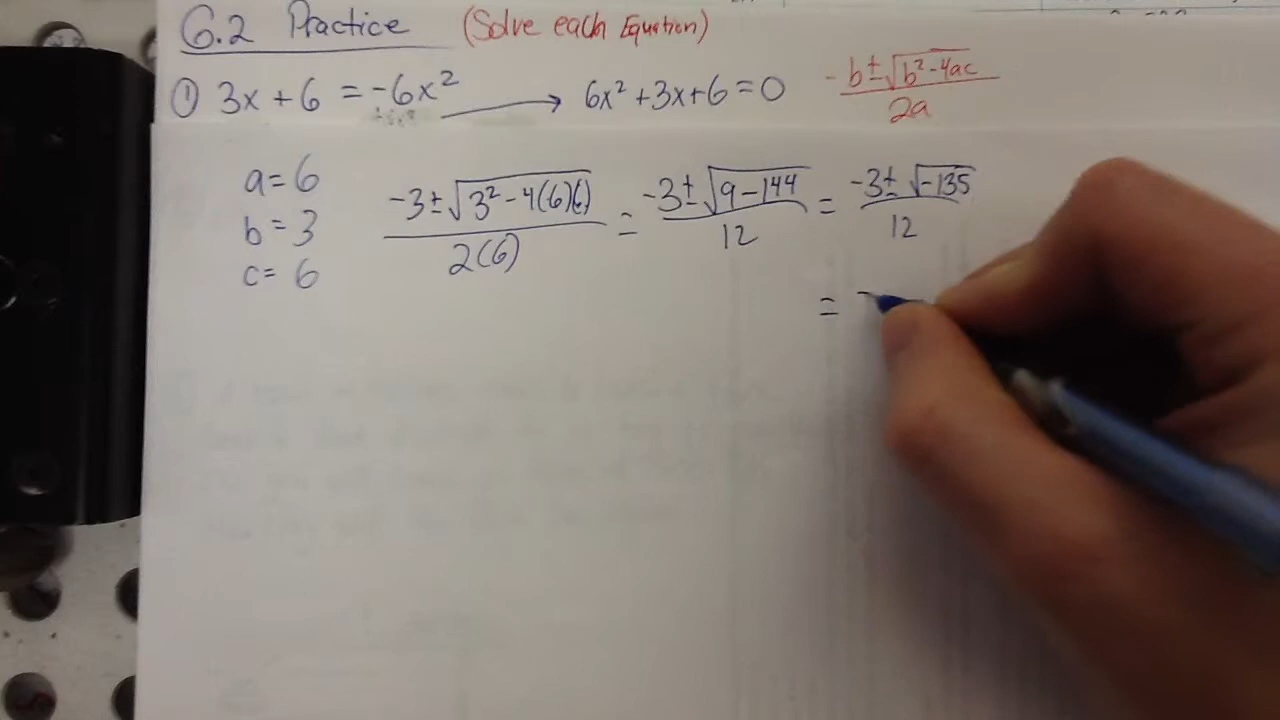 6.2 Practice (Solve each Equation)
① 3x + 6 = -6x² → 6x² + 3x + 6 = 0 -b ± √(b² - 4ac) / 2a
a = 6
b = 3
c = 6
-3 ± √(3² - 4(6)(6)) / 2(6) = -3 ± √(9 - 144) / 12 = -3 ± √(-135) / 12
= -